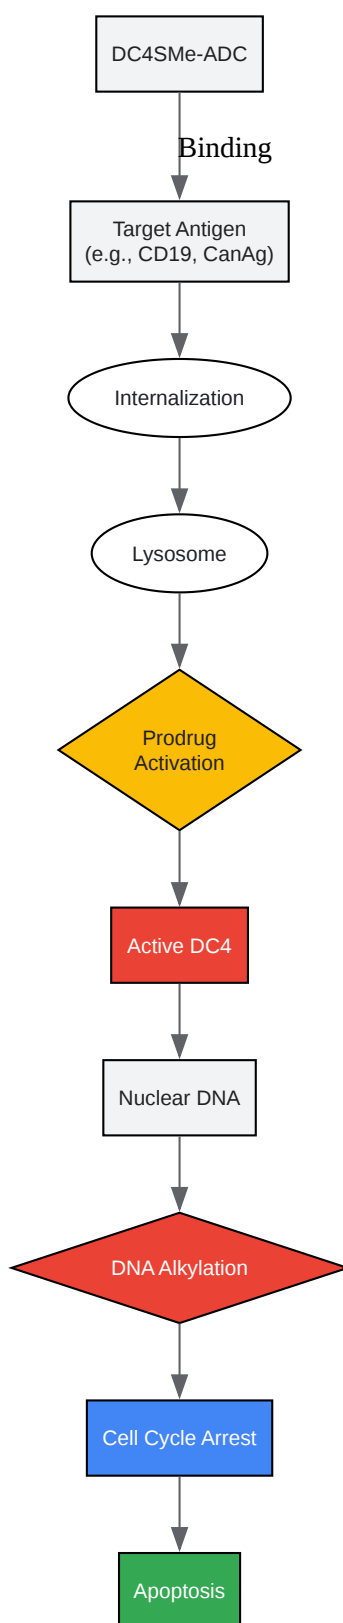 DC4SMe-ADC
Binding
Target Antigen
(e.g., CD19, CanAg)
Internalization
Lysosome
Prodrug
Activation
Active DC4
Nuclear DNA
DNA Alkylation
Cell Cycle Arrest
Apoptosis